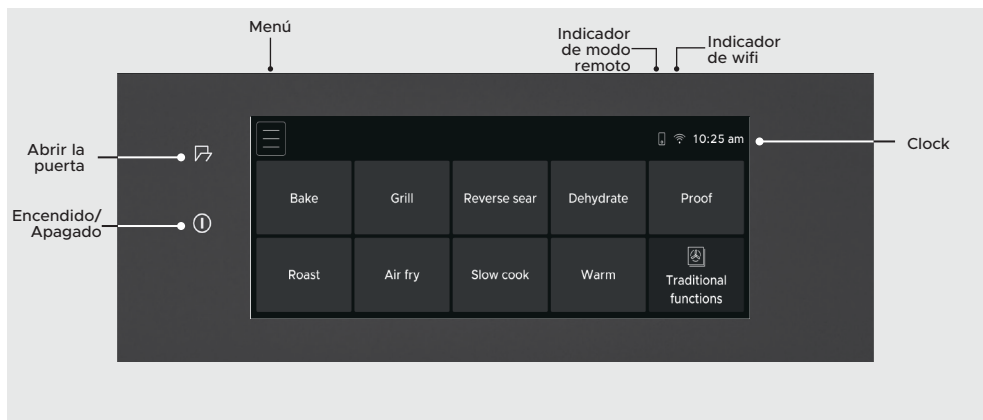 Menú
Indicador
de modo
remoto
Indicador
de wifi
Abrir la
puerta
10:25 am
Clock
Encendido/
Apagado
Bake
Grill
Reverse sear
Dehydrate
Proof
Roast
Air fry
Slow cook
Warm
Traditional
functions